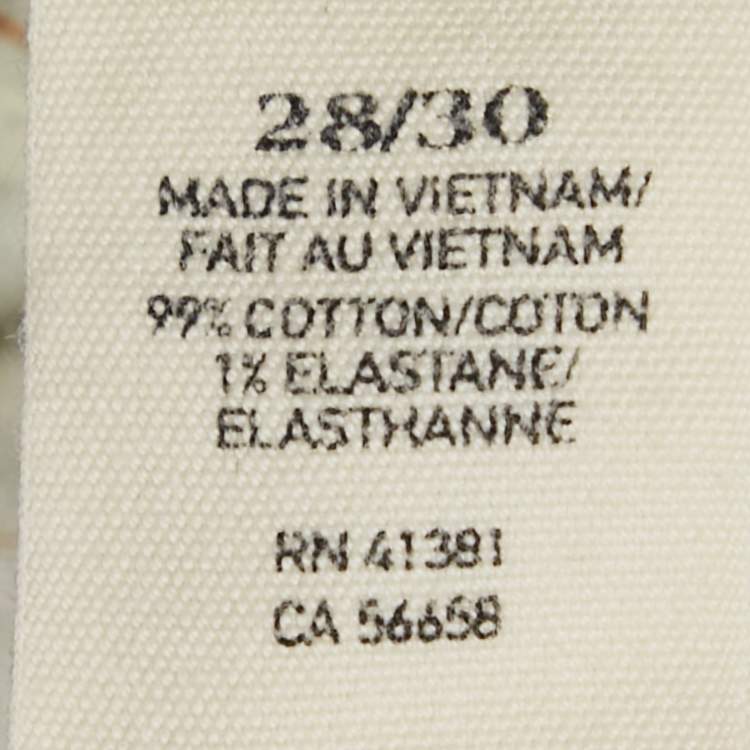 28/30
MADE IN VIETNAM/
FAIT AU VIETNAM
99% COTTON/COTON
1% ELASTANE/
ELASTHANNE
RN 41381
CA 56658